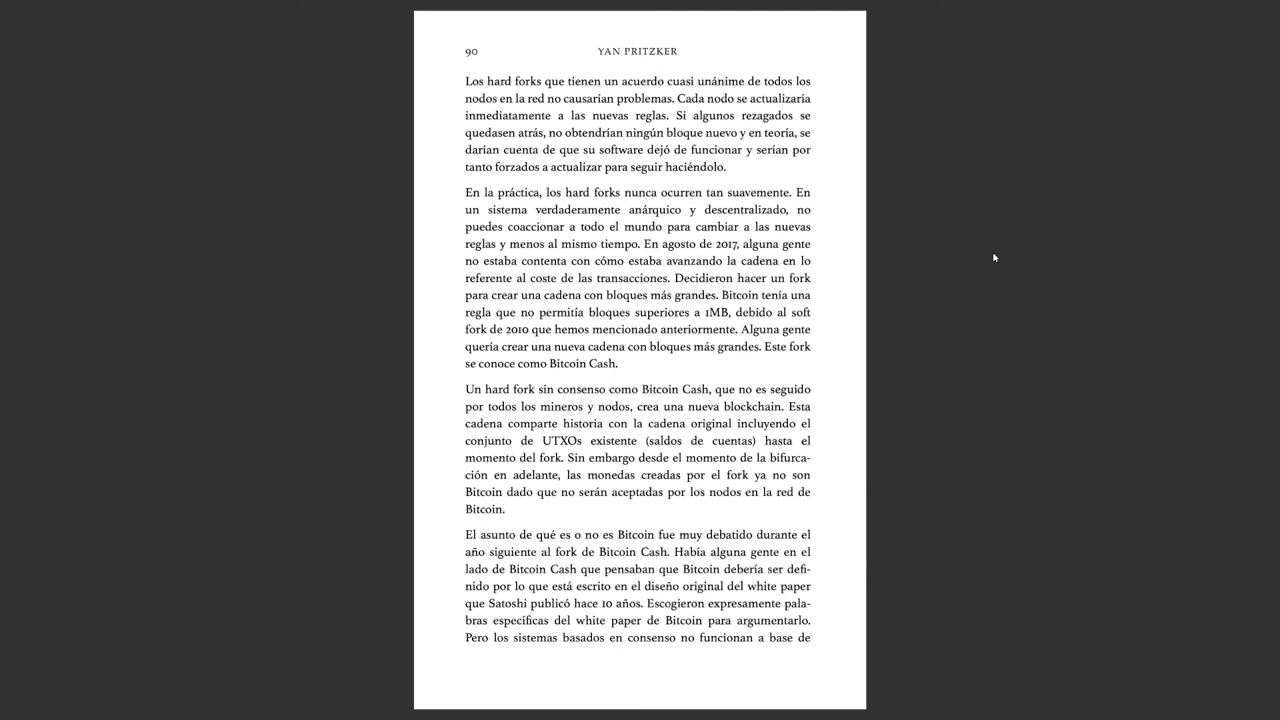 90
YAN PRITZKER
Los hard forks que tienen un acuerdo cuasi unánime de todos los
nodos en la red no causarían problemas. Cada nodo se actualizaría
inmediatamente a las nuevas reglas. Si algunos rezagados se
quedasen atrás, no obtendrían ningún bloque nuevo y en teoría, se
darían cuenta de que su software dejó de funcionar y serían por
tanto forzados a actualizar para seguir haciéndolo.
En la práctica, los hard forks nunca ocurren tan suavemente. En
un sistema verdaderamente anárquico y descentralizado, no
puedes coaccionar a todo el mundo para cambiar a las nuevas
reglas y menos al mismo tiempo. En agosto de 2017, alguna gente
no estaba contenta con cómo estaba avanzando la cadena en lo
referente al coste de las transacciones. Decidieron hacer un fork
para crear una cadena con bloques más grandes. Bitcoin tenía una
regla que no permitía bloques superiores a 1MB, debido al soft
fork de 2010 que hemos mencionado anteriormente. Alguna gente
quería crear una nueva cadena con bloques más grandes. Este fork
se conoce como Bitcoin Cash.
Un hard fork sin consenso como Bitcoin Cash, que no es seguido
por todos los mineros y nodos, crea una nueva blockchain. Esta
cadena comparte historia con la cadena original incluyendo el
conjunto de UTXOs existente (saldos de cuentas) hasta el
momento del fork. Sin embargo desde el momento de la bifurca-
ción en adelante, las monedas creadas por el fork ya no son
Bitcoin dado que no serán aceptadas por los nodos en la red de
Bitcoin.
El asunto de qué es o no es Bitcoin fue muy debatido durante el
año siguiente al fork de Bitcoin Cash. Había alguna gente en el
lado de Bitcoin Cash que pensaban que Bitcoin debería ser defi-
nido por lo que está escrito en el diseño original del white paper
que Satoshi publicó hace 10 años. Escogieron expresamente pala-
bras específicas del white paper de Bitcoin para argumentarlo.
Pero los sistemas basados en consenso no funcionan a base de